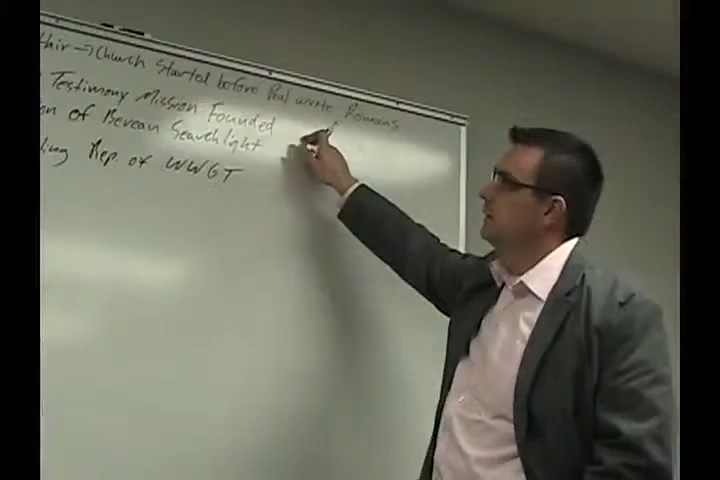 hir → Church Started before Paul wrote Romans
Testimony Mission Founded
on of Berean Searchlight
ing Rep. of WWGT